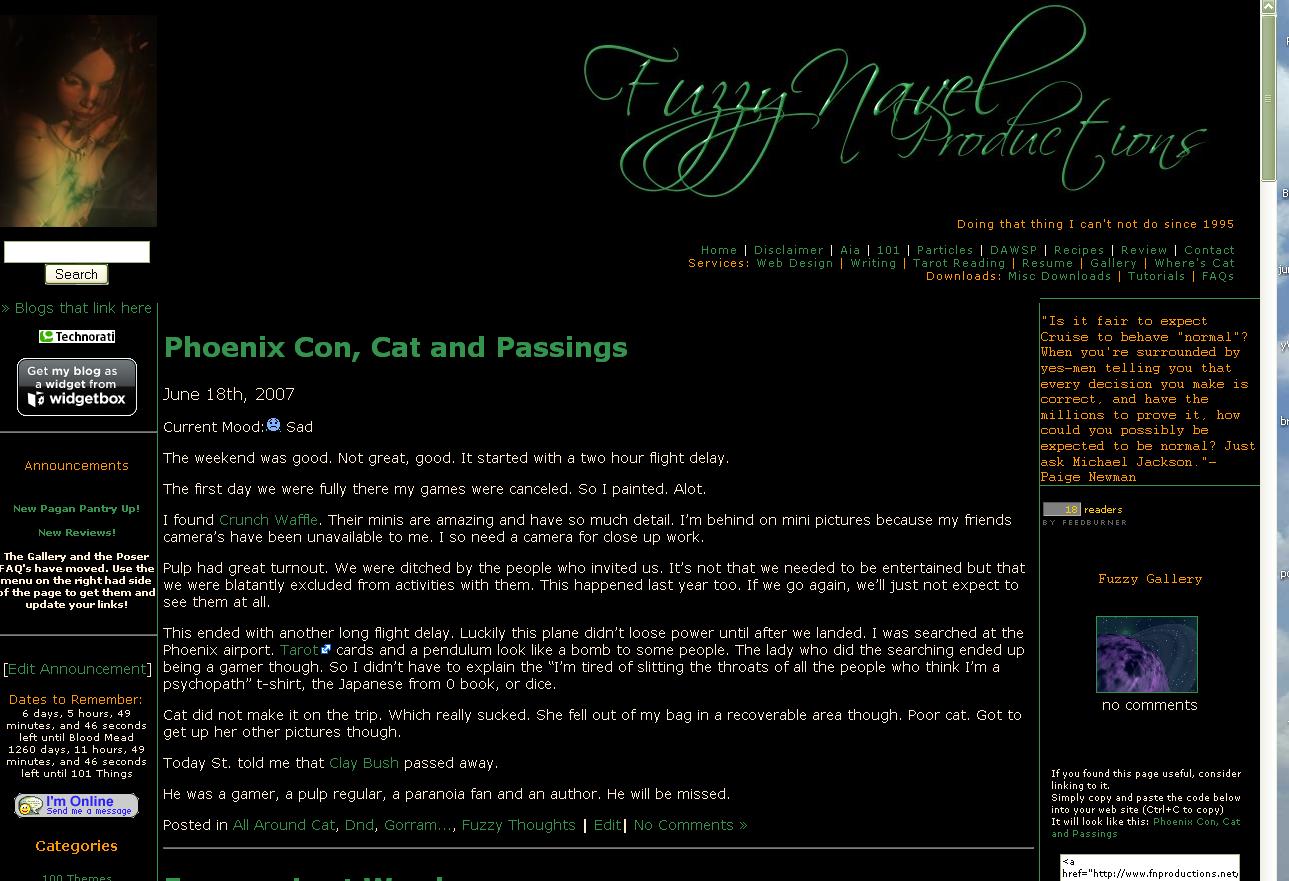 Fuzzy Navel
Productions
Doing that thing I can't not do since 1995
Home | Disclaimer | Aia | 101 | Particles | DAWSP | Recipes | Review | Contact
Services: Web Design | Writing | Tarot Reading | Resume | Gallery | Where's Cat
Downloads: Misc Downloads | Tutorials | FAQs
Search
» Blogs that link here
Technorati
Get my blog as
a widget from
widgetbox
Announcements
New Pagan Pantry Up!
New Reviews!
The Gallery and the Poser
FAQ's have moved. Use the
menu on the right had side
of the page to get them and
update your links!
[Edit Announcement]
Dates to Remember:
6 days, 5 hours, 49
minutes, and 46 seconds
left until Blood Mead
1260 days, 11 hours, 49
minutes, and 46 seconds
left until 101 Things
I'm Online
Send me a message
Categories
100 Themes
Phoenix Con, Cat and Passings
June 18th, 2007
Current Mood: Sad
The weekend was good. Not great, good. It started with a two hour flight delay.
The first day we were fully there my games were canceled. So I painted. Alot.
I found Crunch Waffle. Their minis are amazing and have so much detail. I'm behind on mini pictures because my friends
camera's have been unavailable to me. I so need a camera for close up work.
Pulp had great turnout. We were ditched by the people who invited us. It's not that we needed to be entertained but that
we were blatantly excluded from activities with them. This happened last year too. If we go again, we'll just not expect to
see them at all.
This ended with another long flight delay. Luckily this plane didn't loose power until after we landed. I was searched at the
Phoenix airport. Tarot cards and a pendulum look like a bomb to some people. The lady who did the searching ended up
being a gamer though. So I didn't have to explain the “I'm tired of slitting the throats of all the people who think I'm a
psychopath” t-shirt, the Japanese from 0 book, or dice.
Cat did not make it on the trip. Which really sucked. She fell out of my bag in a recoverable area though. Poor cat. Got to
get up her other pictures though.
Today St. told me that Clay Bush passed away.
He was a gamer, a pulp regular, a paranoia fan and an author. He will be missed.
Posted in All Around Cat, Dnd, Gorram..., Fuzzy Thoughts | Edit| No Comments »
"Is it fair to expect
Cruise to behave "normal"?
When you're surrounded by
yes-men telling you that
every decision you make is
correct, and have the
millions to prove it, how
could you possibly be
expected to be normal? Just
ask Michael Jackson."-
Paige Newman
18 readers
BY FEEDBURNER
Fuzzy Gallery
no comments
If you found this page useful, consider
linking to it.
Simply copy and paste the code below
into your web site (Ctrl+C to copy)
It will look like this: Phoenix Con, Cat
and Passings
<a
href="http://www.fnproductions.net/